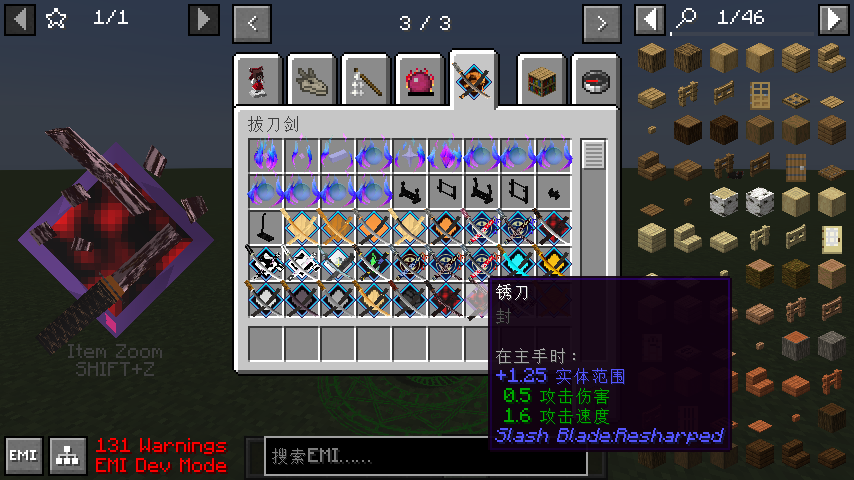 1/1
3 / 3
1/46
拔刀剑
锈刀
封
在主手时：
+1.25 实体范围
0.5 攻击伤害
1.6 攻击速度
Slash Blade:Resharped
Item Zoom
SHIFT+Z
EMI
131 Warnings
EMI Dev Mode
搜索EMI……